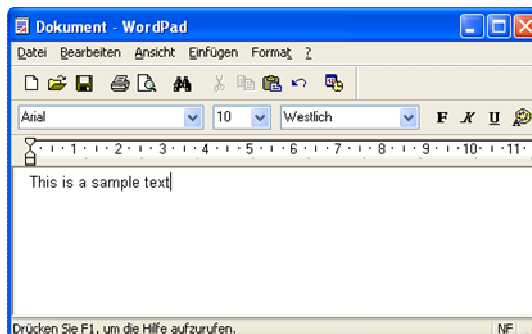 Dokument - WordPad
Datei Bearbeiten Ansicht Einfügen Format ?
Arial 10 Westlich F K U
1 2 3 4 5 6 7 8 9 10 11
This is a sample text
Drücken Sie F1, um die Hilfe aufzurufen. NF